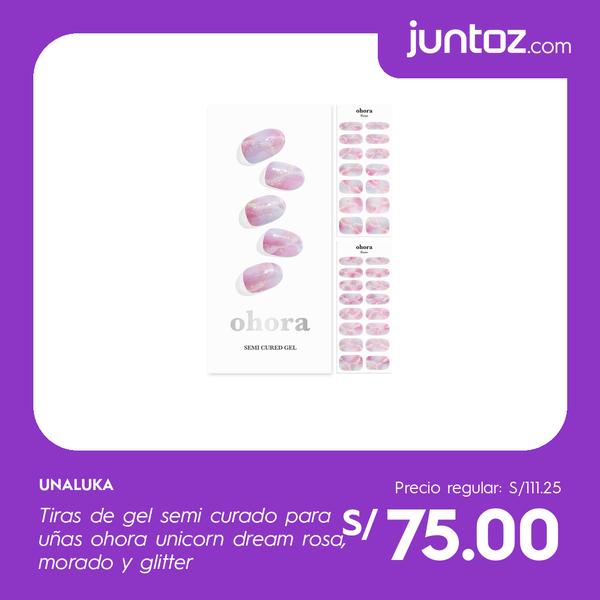 juntoz.com
ohora
ohora
ohora
SEMI CURED GEL
UNALUKA
Tiras de gel semi curado para
uñas ohora unicorn dream rosa,
morado y glitter
Precio regular: S/111.25
S/ 75.00